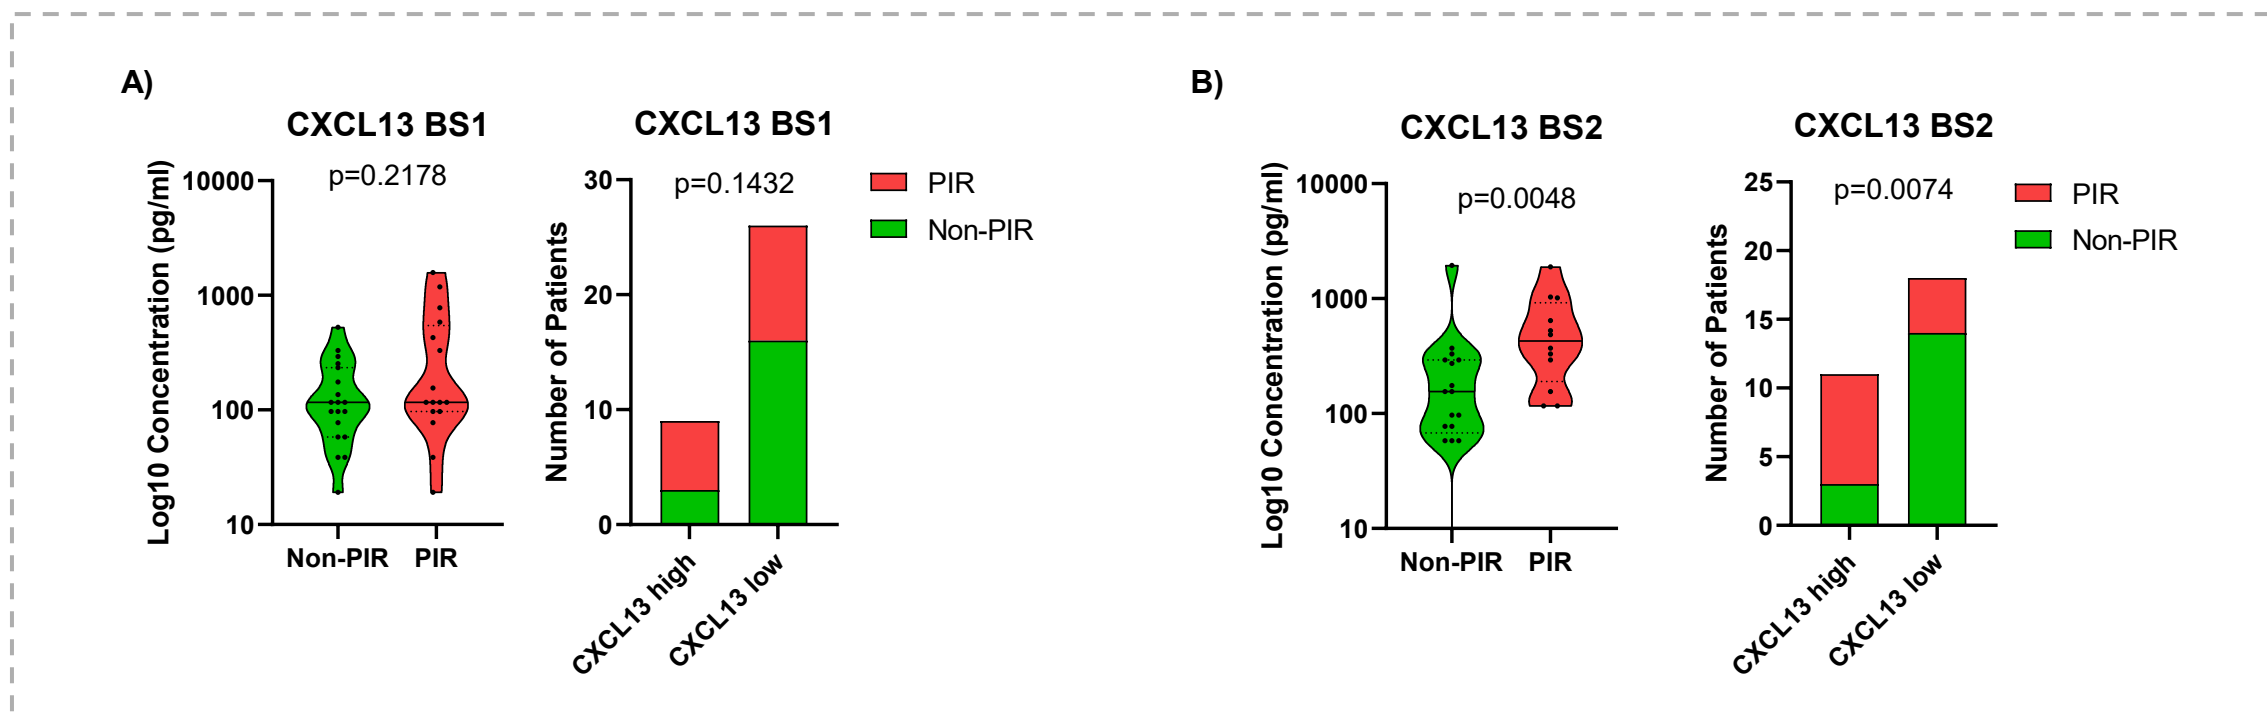 A)
CXCL13 BS1
p=0.2178
Log10 Concentration (pg/ml)
10000
1000
100
10
Non-PIR
PIR
CXCL13 BS1
p=0.1432
Number of Patients
30
20
10
0
CXCL13 high
CXCL13 low
PIR
Non-PIR
B)
CXCL13 BS2
p=0.0048
Log10 Concentration (pg/ml)
10000
1000
100
10
Non-PIR
PIR
CXCL13 BS2
p=0.0074
Number of Patients
25
20
15
10
5
0
CXCL13 high
CXCL13 low
PIR
Non-PIR